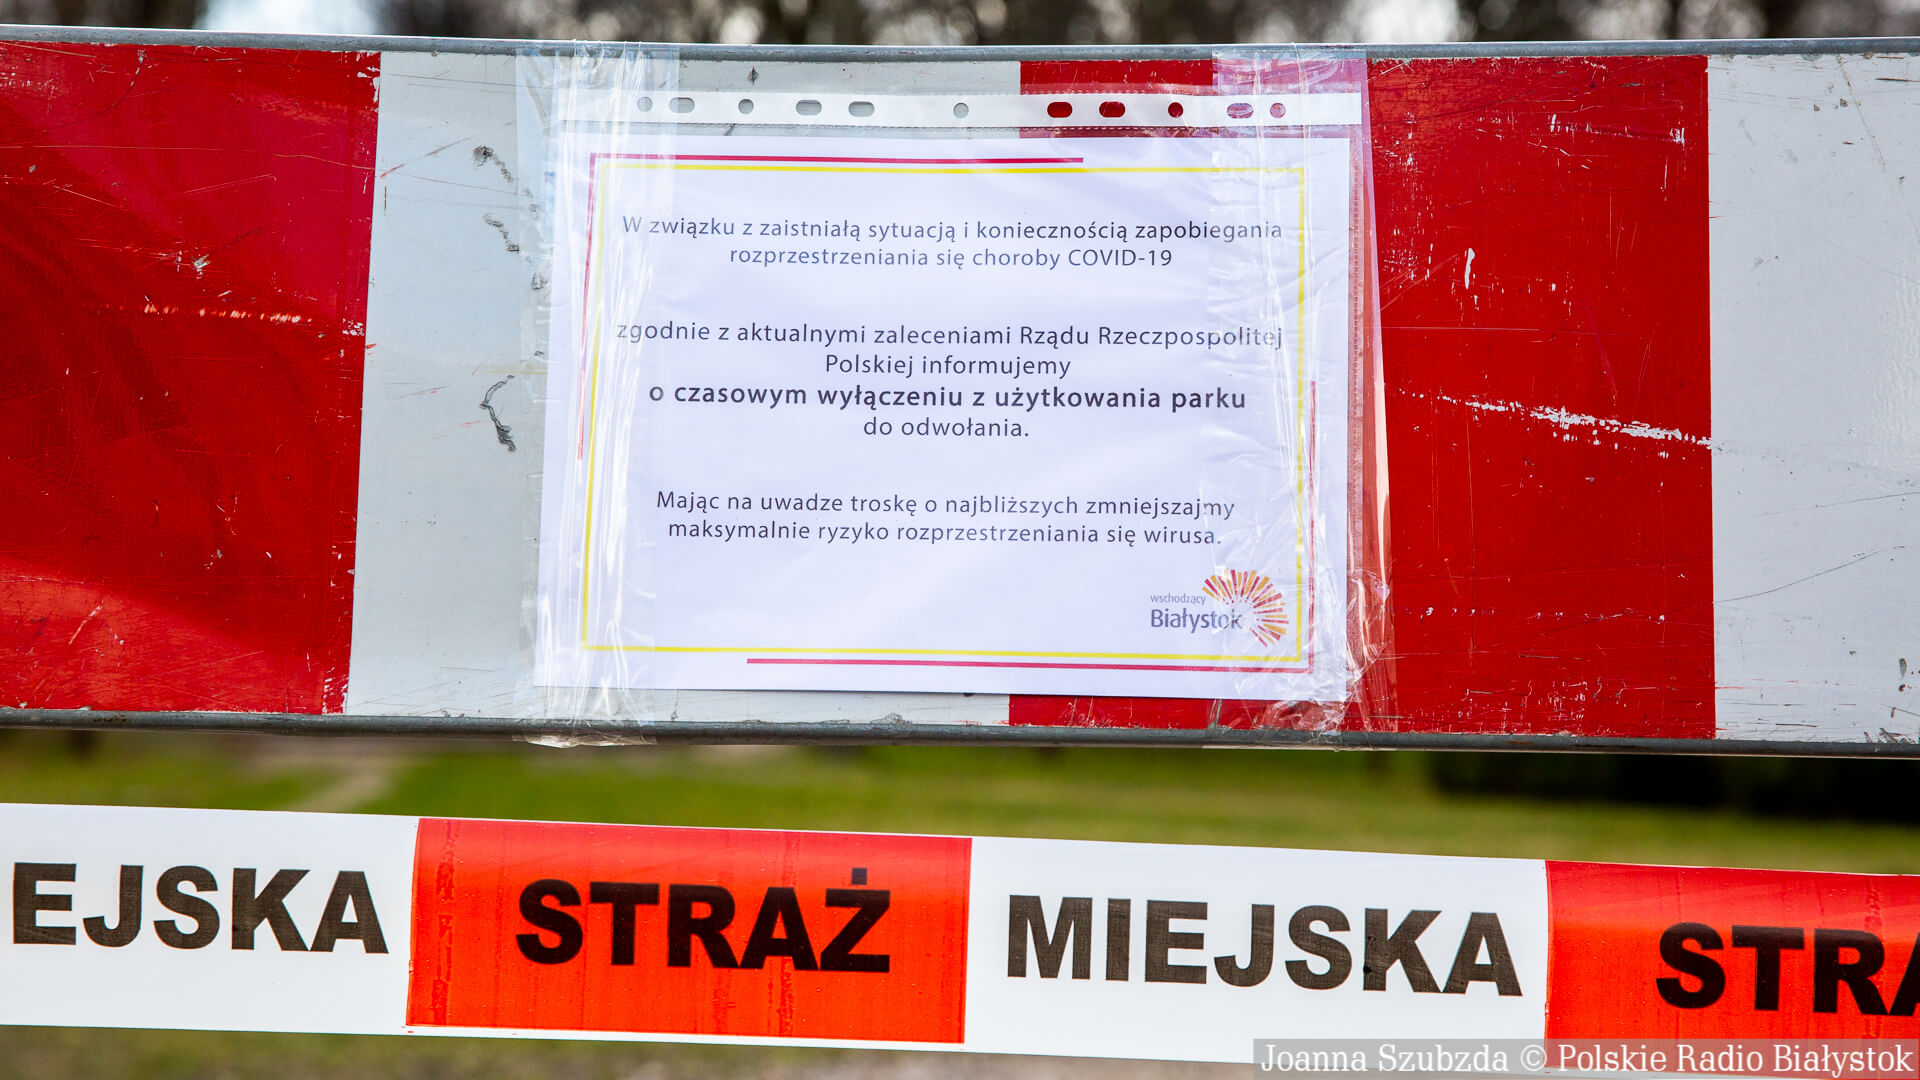 W związku z zaistniałą sytuacją i koniecznością zapobiegania
rozprzestrzeniania się choroby COVID-19
zgodnie z aktualnymi zaleceniami Rządu Rzeczpospolitej
Polskiej informujemy
o czasowym wyłączeniu z użytkowania parku
do odwołania.
Mając na uwadze troskę o najbliższych zmniejszajmy
maksymalnie ryzyko rozprzestrzeniania się wirusa.
wschodzący
Białystok
EJSKA STRAŻ MIEJSKA STRA
Joanna Szubzda © Polskie Radio Białystok